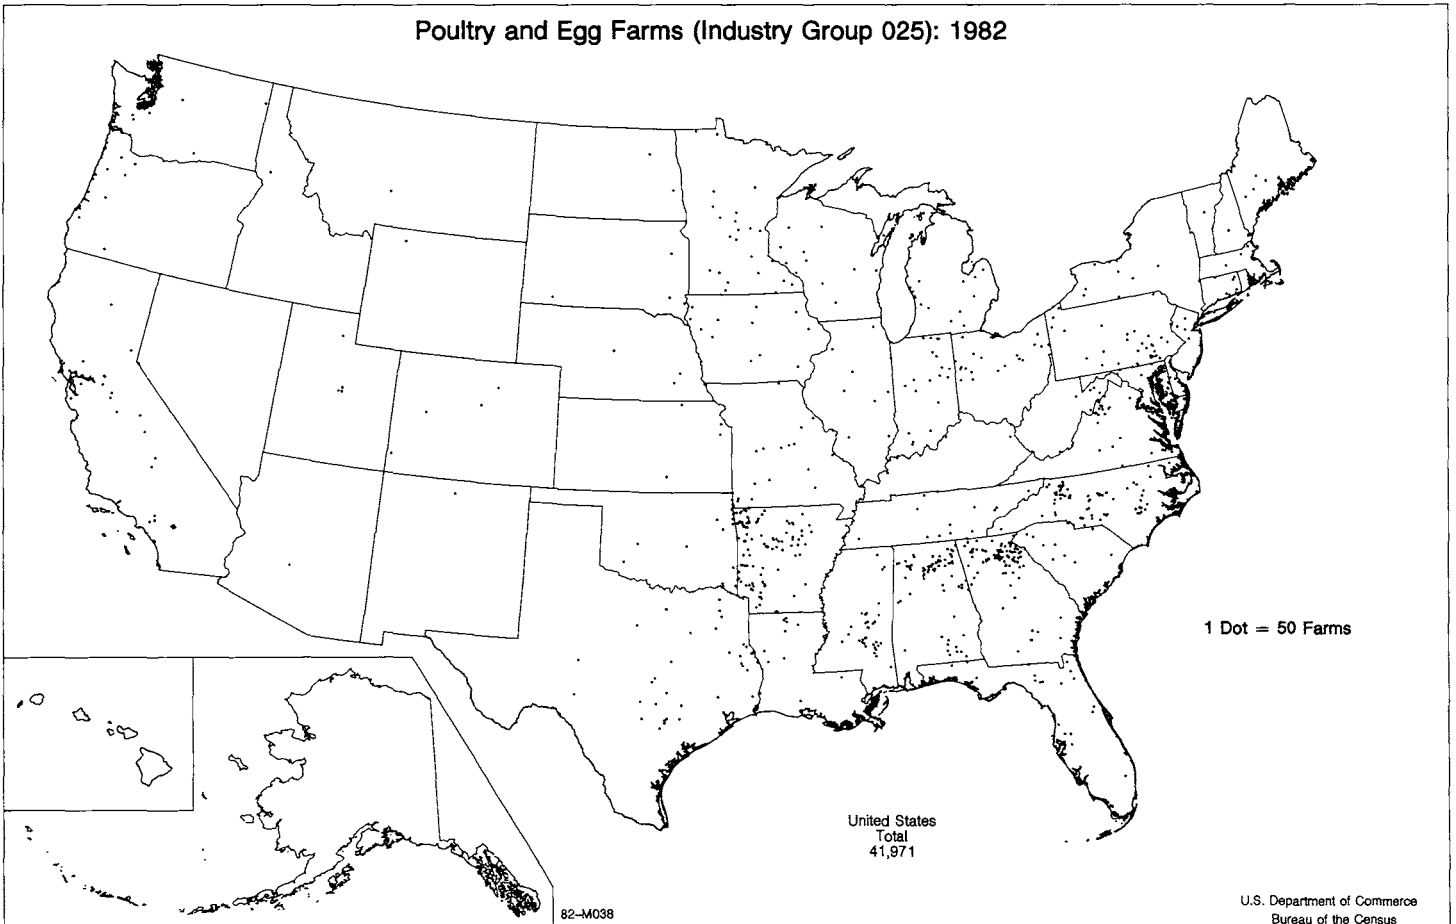 Poultry and Egg Farms (Industry Group 025): 1982
1 Dot = 50 Farms
United States
Total
41,971
82-M038
U.S. Department of Commerce
Bureau of the Census